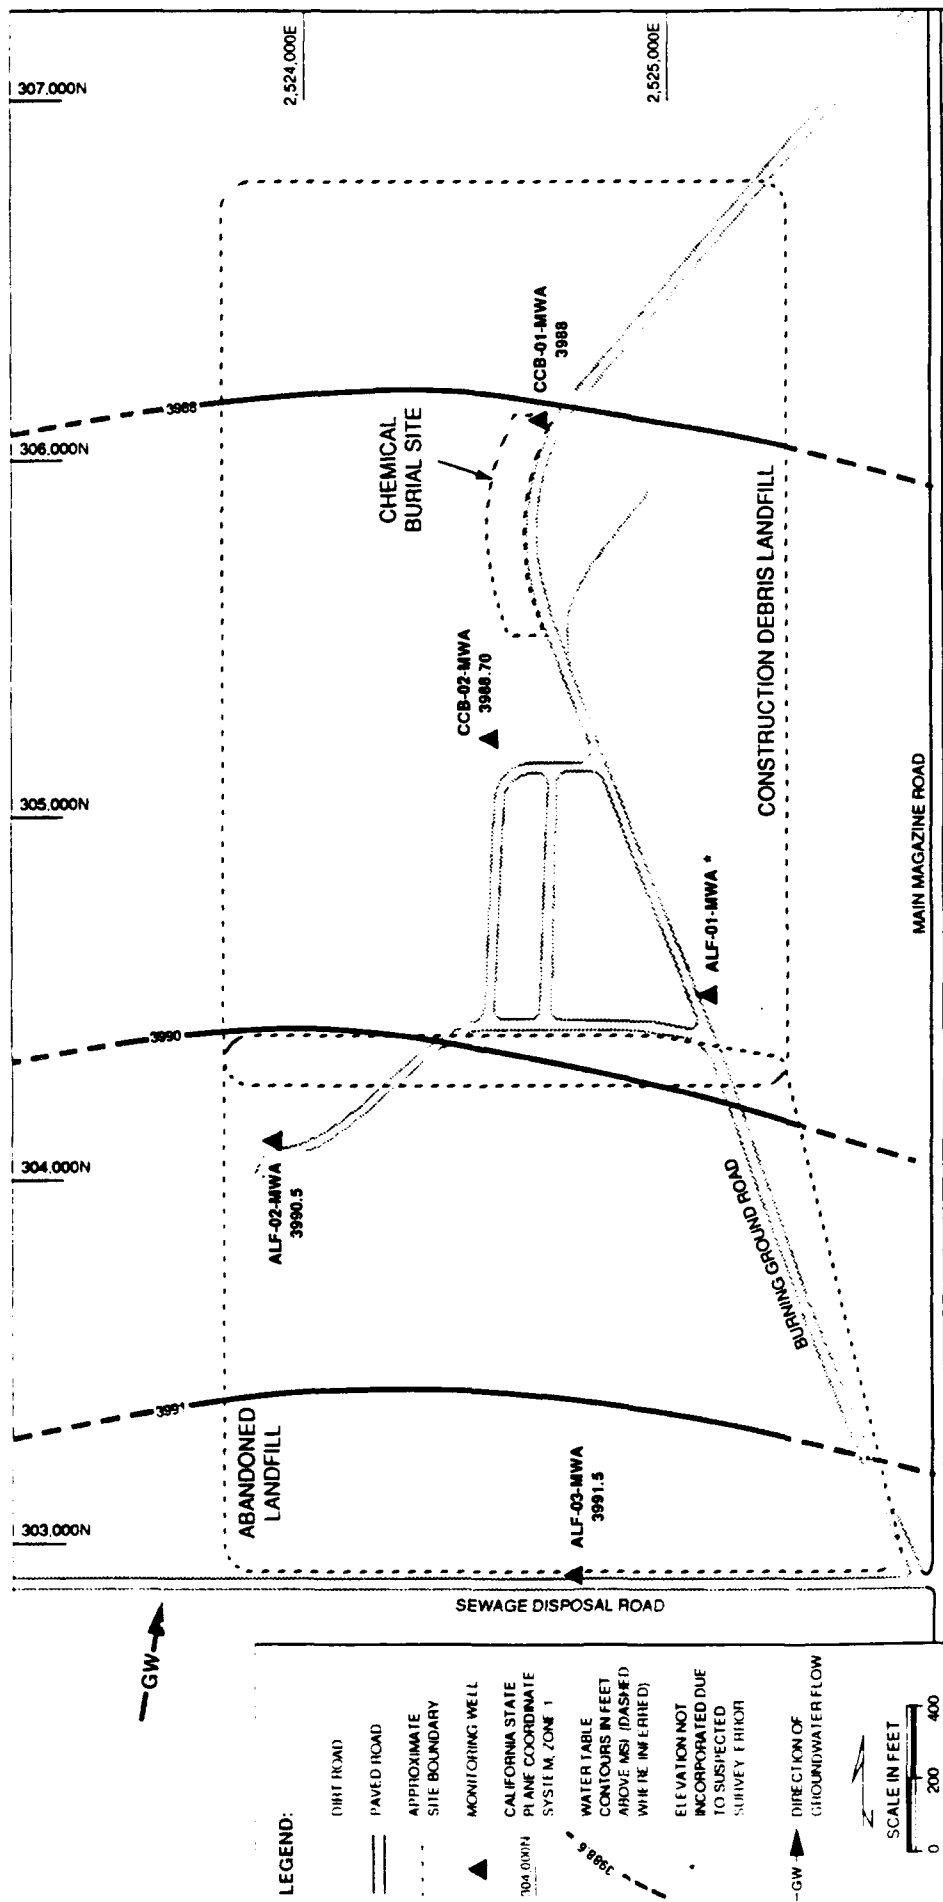 307,000N
2,524,000E
2,525,000E
CCB-01-MWA
3988
3988
306,000N
CHEMICAL
BURIAL SITE
CONSTRUCTION DEBRIS LANDFILL
CCB-02-MWA
3988.70
305,000N
MAIN MAGAZINE ROAD
ALF-01-MWA *
3990
304,000N
ALF-02-MWA
3990.5
BURNING GROUND ROAD
3991
ABANDONED
LANDFILL
303,000N
ALF-03-MWA
3991.5
SEWAGE DISPOSAL ROAD
GW
LEGEND:
DIRT ROAD
PAVED ROAD
APPROXIMATE
SITE BOUNDARY
MONITORING WELL
304,000N
CALIFORNIA STATE
PLANE COORDINATE
SYSTEM, ZONE 1
3988.6
WATER TABLE
CONTOURS IN FEET
ABOVE MSl (DASHED
WHERE INFERRED)
ELEVATION NOT
INCORPORATED DUE
TO SUSPECTED
SURVEY ERROR
GW
DIRECTION OF
GROUNDWATER FLOW
Z
SCALE IN FEET
0 200 400